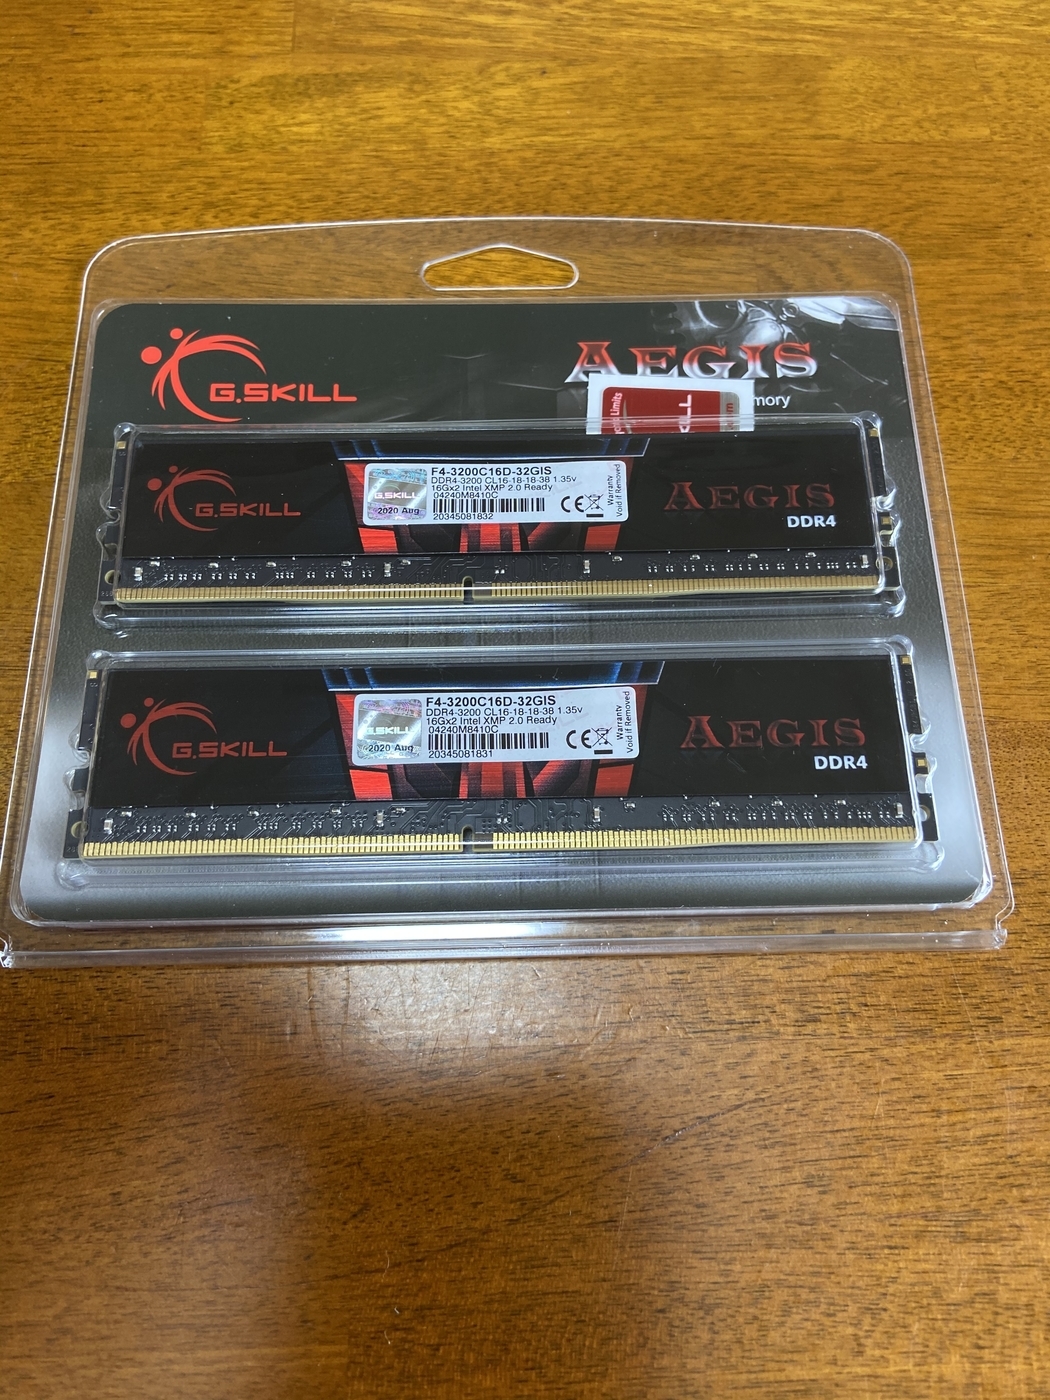 G.SKILL
AEGIS
mory
Limits
G.SKILL
G.SKILL
2020 Aug
F4-3200C16D-32GIS
DDR4-3200 CL16-18-18-38 1.35v
16Gx2 Intel XMP 2.0 Ready
04240M8410C
20345081832
CE
Warranty
Void if Removed
AEGIS
DDR4
G.SKILL
G.SKILL
2020 Aug
F4-3200C16D-32GIS
DDR4-3200 CL16-18-18-38 1.35v
16Gx2 Intel XMP 2.0 Ready
04240M8410C
20345081831
CE
Warranty
Void if Removed
AEGIS
DDR4